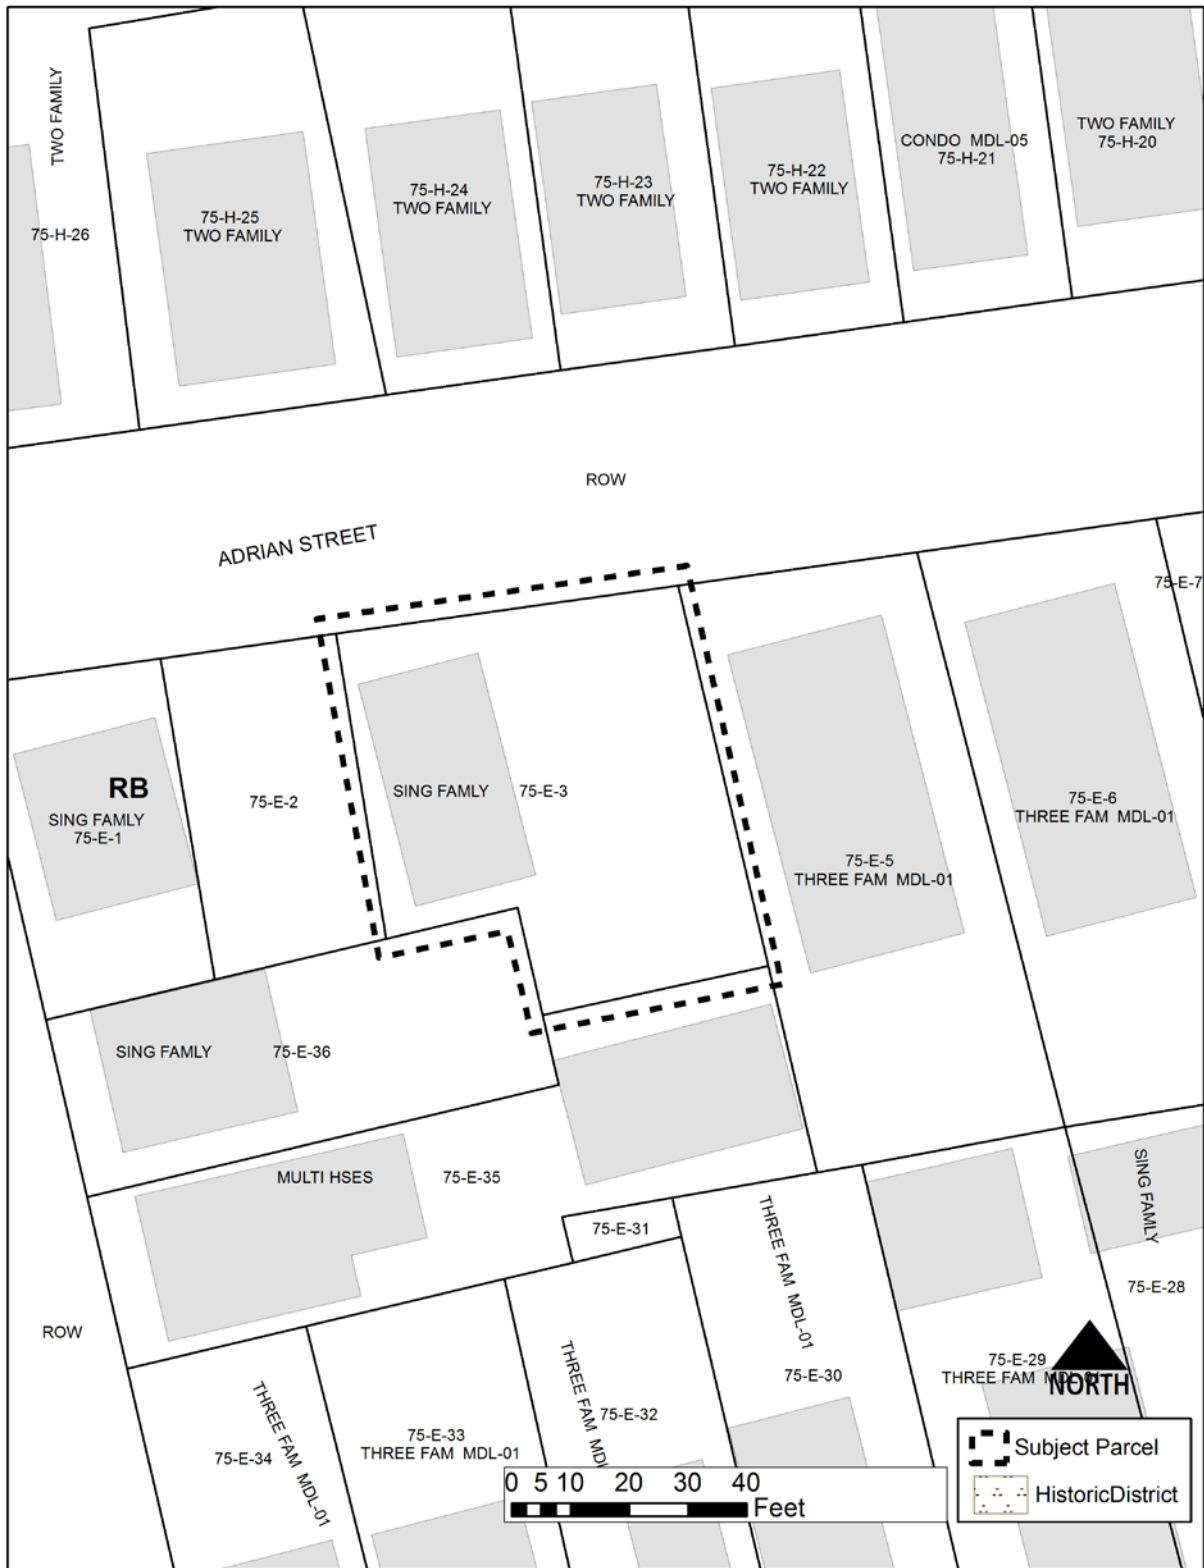 TWO FAMILY
75-H-26
75-H-25
TWO FAMILY
75-H-24
TWO FAMILY
75-H-23
TWO FAMILY
75-H-22
TWO FAMILY
CONDO MDL-05
75-H-21
TWO FAMILY
75-H-20
ROW
ADRIAN STREET
75-E-7
RB
SING FAMLY
75-E-1
75-E-2
SING FAMLY
75-E-3
75-E-5
THREE FAM MDL-01
75-E-6
THREE FAM MDL-01
SING FAMLY
75-E-36
MULTI HSES
75-E-35
75-E-31
THREE FAM MDL-01
75-E-30
SING FAMLY
75-E-28
ROW
75-E-29
THREE FAM MDL-01
NORTH
THREE FAM MDL-01
75-E-34
75-E-33
THREE FAM MDL-01
THREE FAM MDL
75-E-32
0 5 10 20 30 40
Feet
Subject Parcel
HistoricDistrict